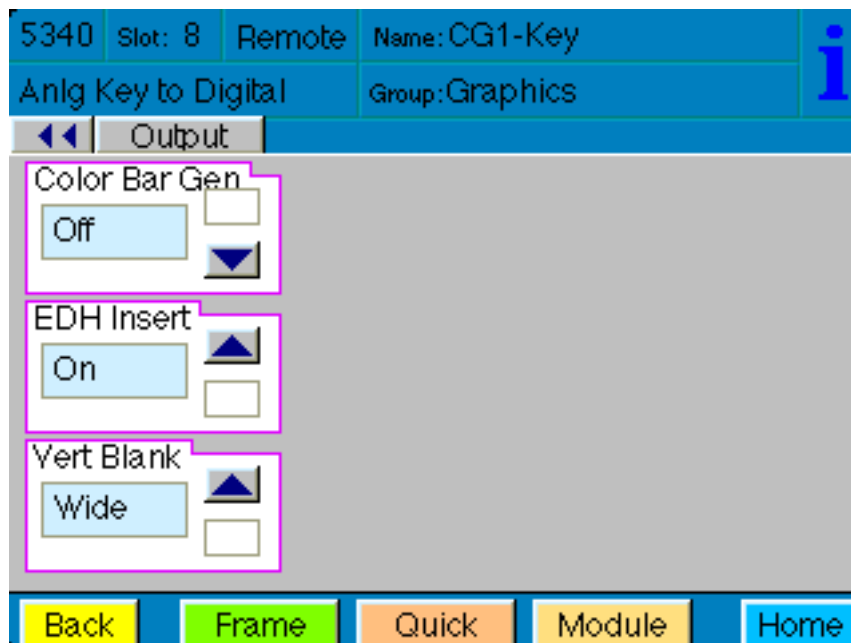 5340 Slot: 8 Remote Name: CG1-Key
Anlg Key to Digital Group: Graphics
i
Output
Color Bar Gen
Off
EDH Insert
On
Vert Blank
Wide
Back Frame Quick Module Home